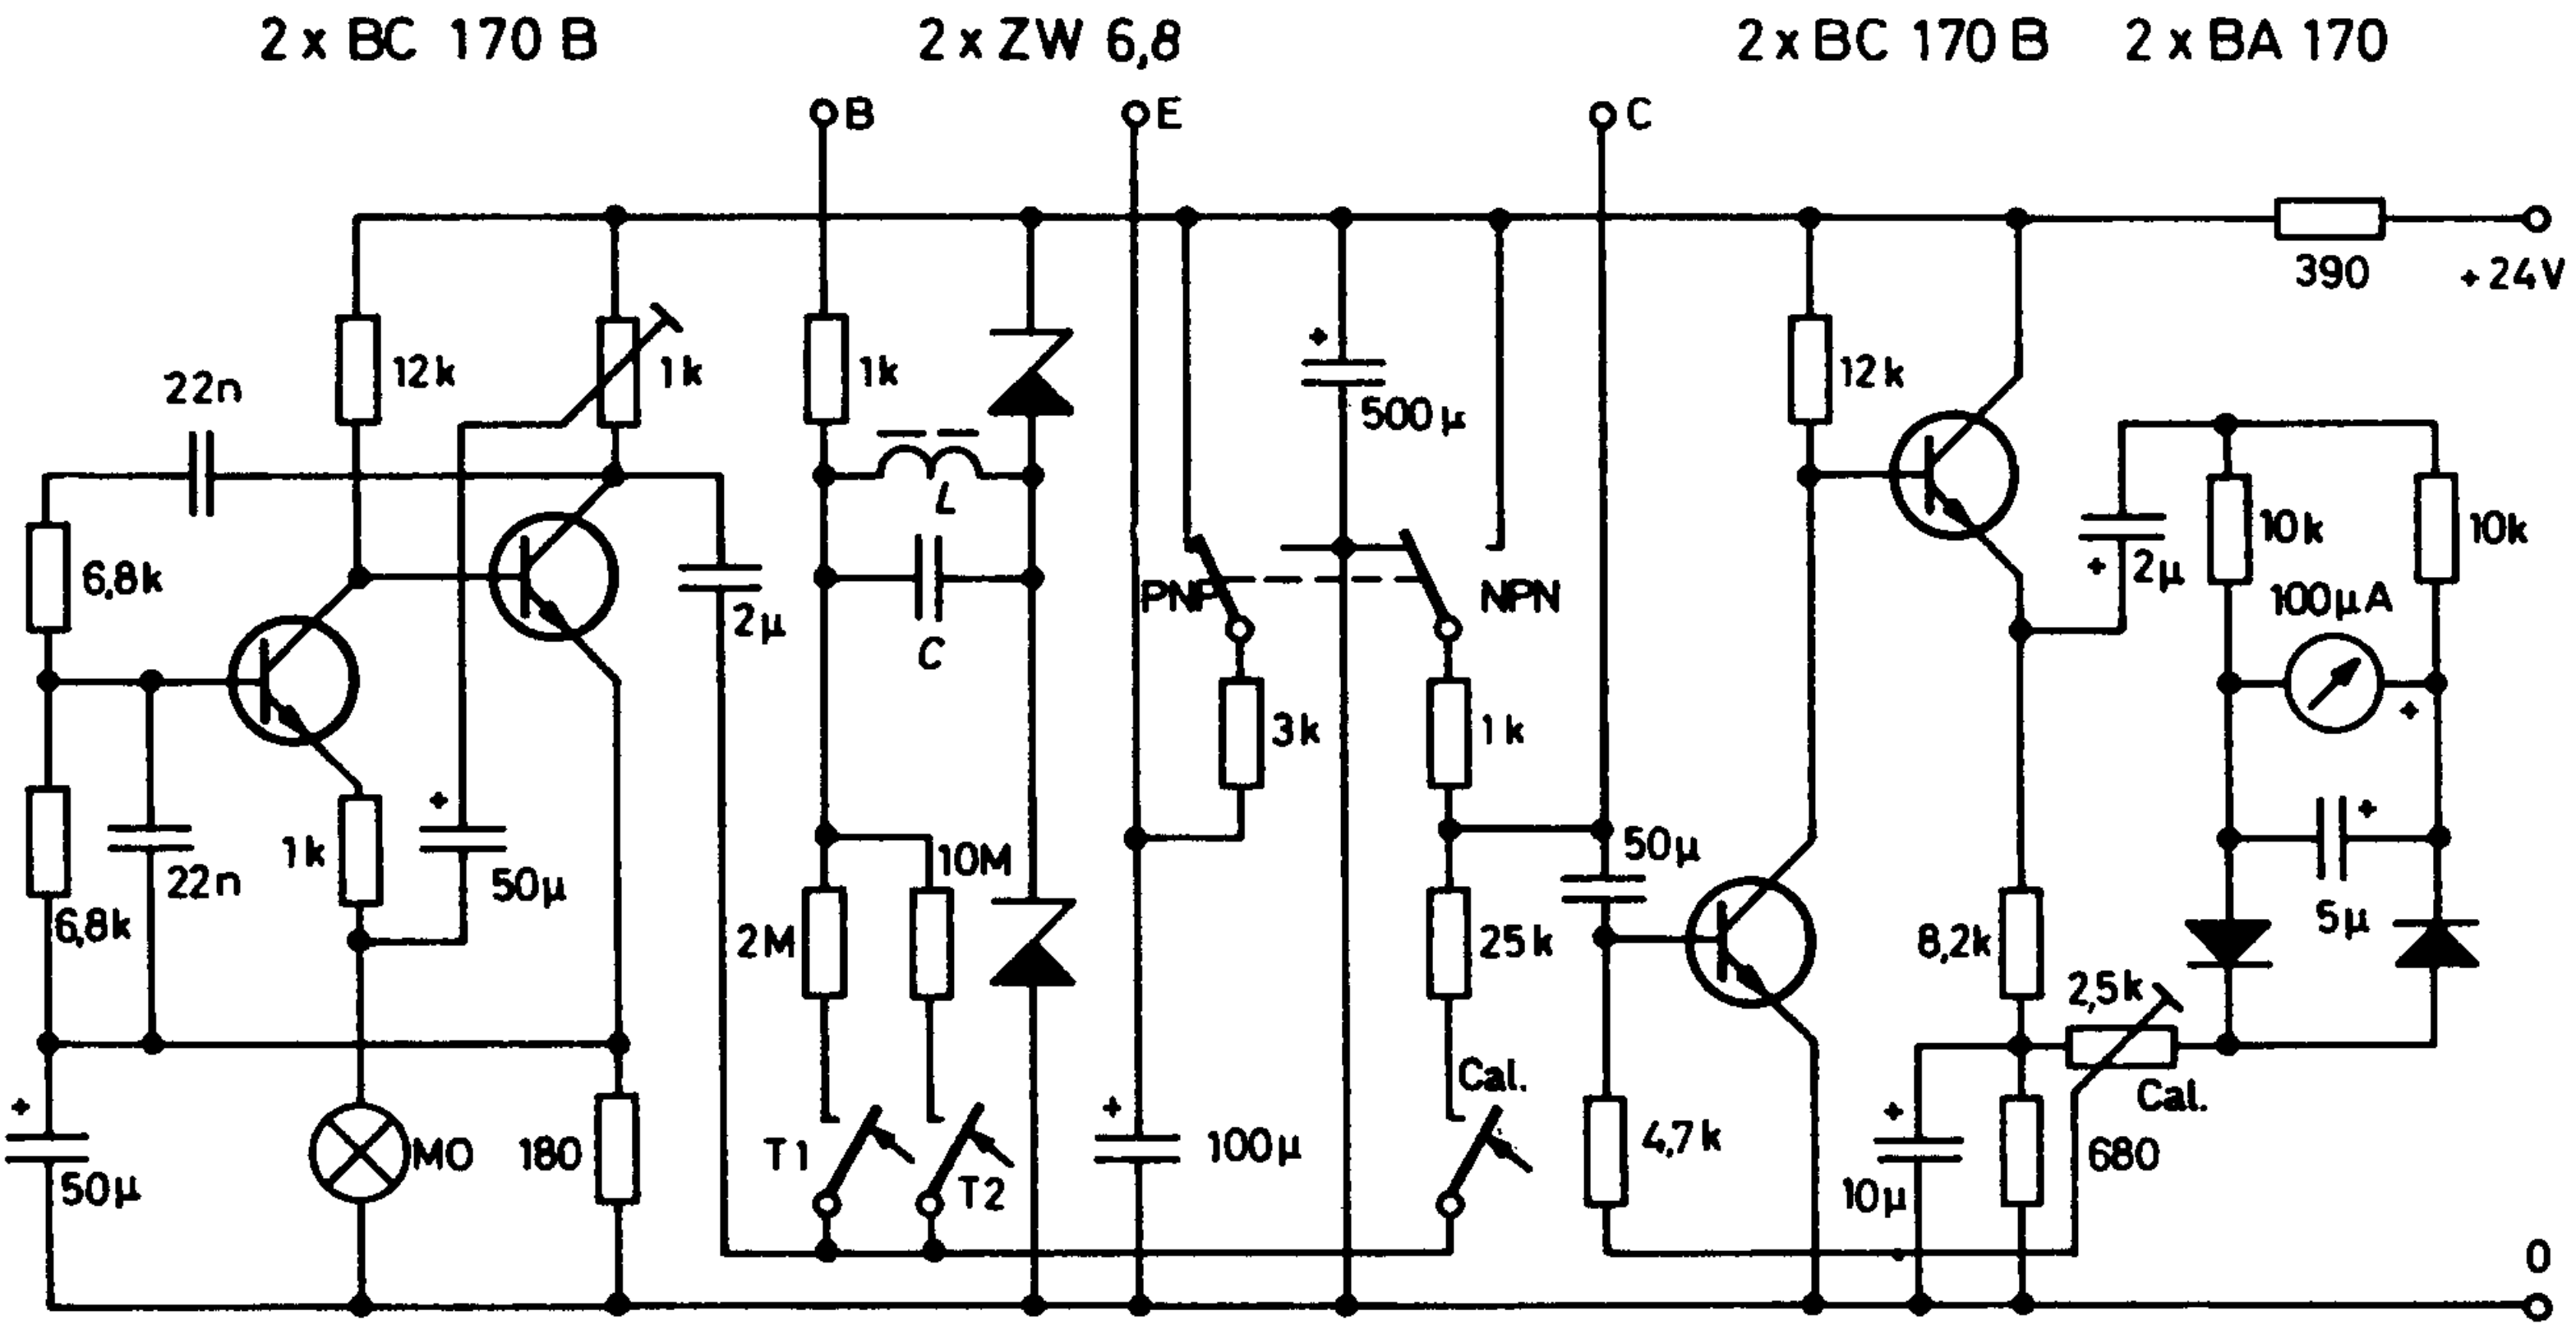 2 x BC 170 B 2 x ZW 6,8 2 x BC 170 B 2 x BA 170
B E C
390 +24V
12k 1k 1k 12k
22n 500µ
L
6,8k 10k 10k
2µ PNP NPN 2µ 100µA
C
3k 1k
+
1k 22n 50µ 10M 50µ
6,8k 2M 25k 8,2k 5µ
2,5k
Cal. Cal.
MO 180 T1 T2 100µ 4,7k 680
50µ 10µ
0